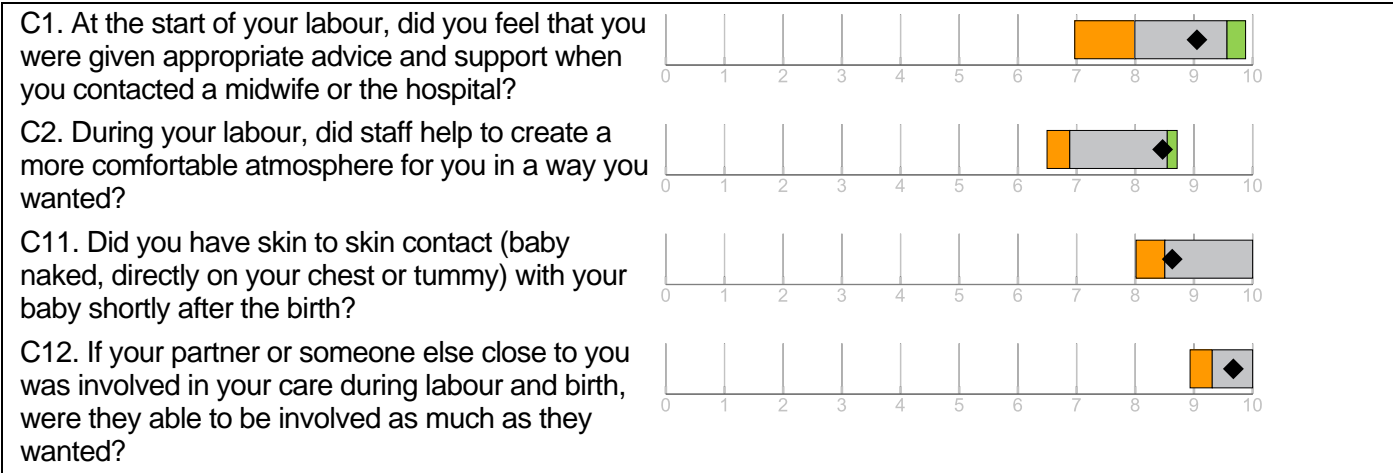 C1. At the start of your labour, did you feel that you
were given appropriate advice and support when
you contacted a midwife or the hospital?
0 1 2 3 4 5 6 7 8 9 10
C2. During your labour, did staff help to create a
more comfortable atmosphere for you in a way you
wanted?
0 1 2 3 4 5 6 7 8 9 10
C11. Did you have skin to skin contact (baby
naked, directly on your chest or tummy) with your
baby shortly after the birth?
0 1 2 3 4 5 6 7 8 9 10
C12. If your partner or someone else close to you
was involved in your care during labour and birth,
were they able to be involved as much as they
wanted?
0 1 2 3 4 5 6 7 8 9 10